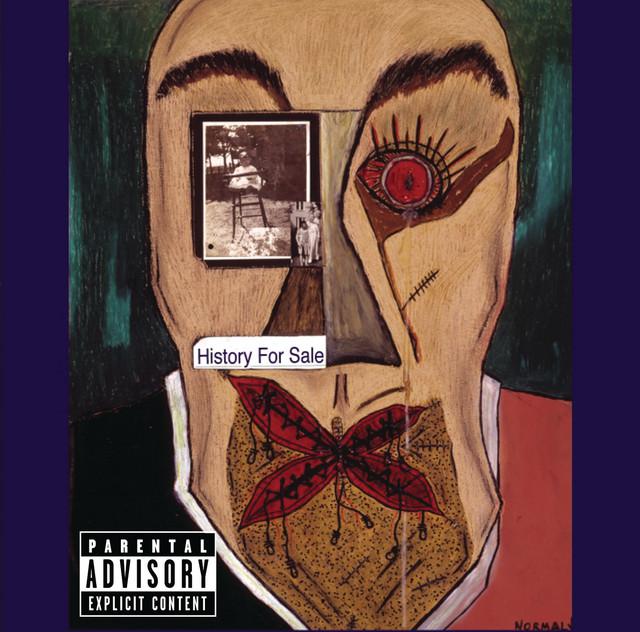 History For Sale
PARENTAL
ADVISORY
EXPLICIT CONTENT
NORMAL